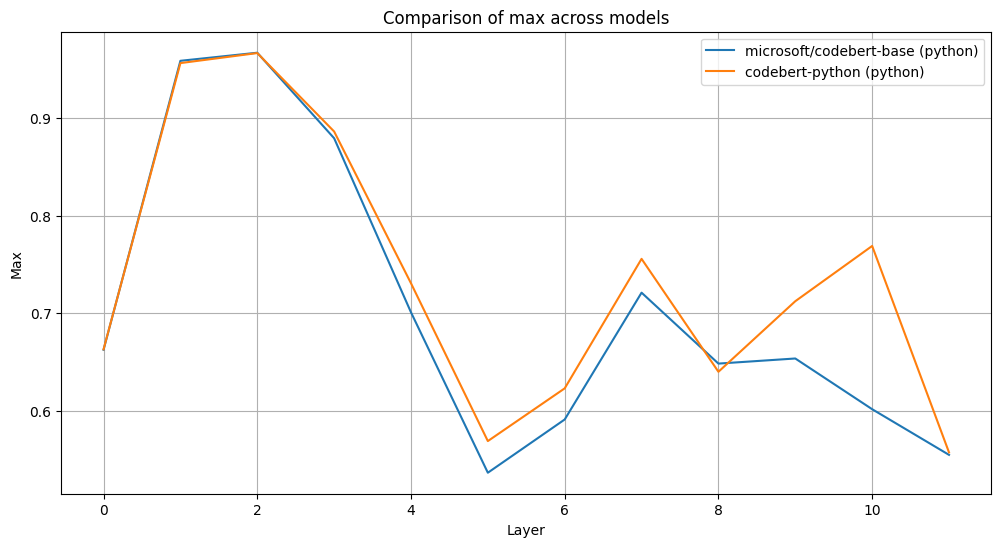 Comparison of max across models
microsoft/codebert-base (python)
codebert-python (python)
Max
0.9
0.8
0.7
0.6
0 2 4 6 8 10
Layer